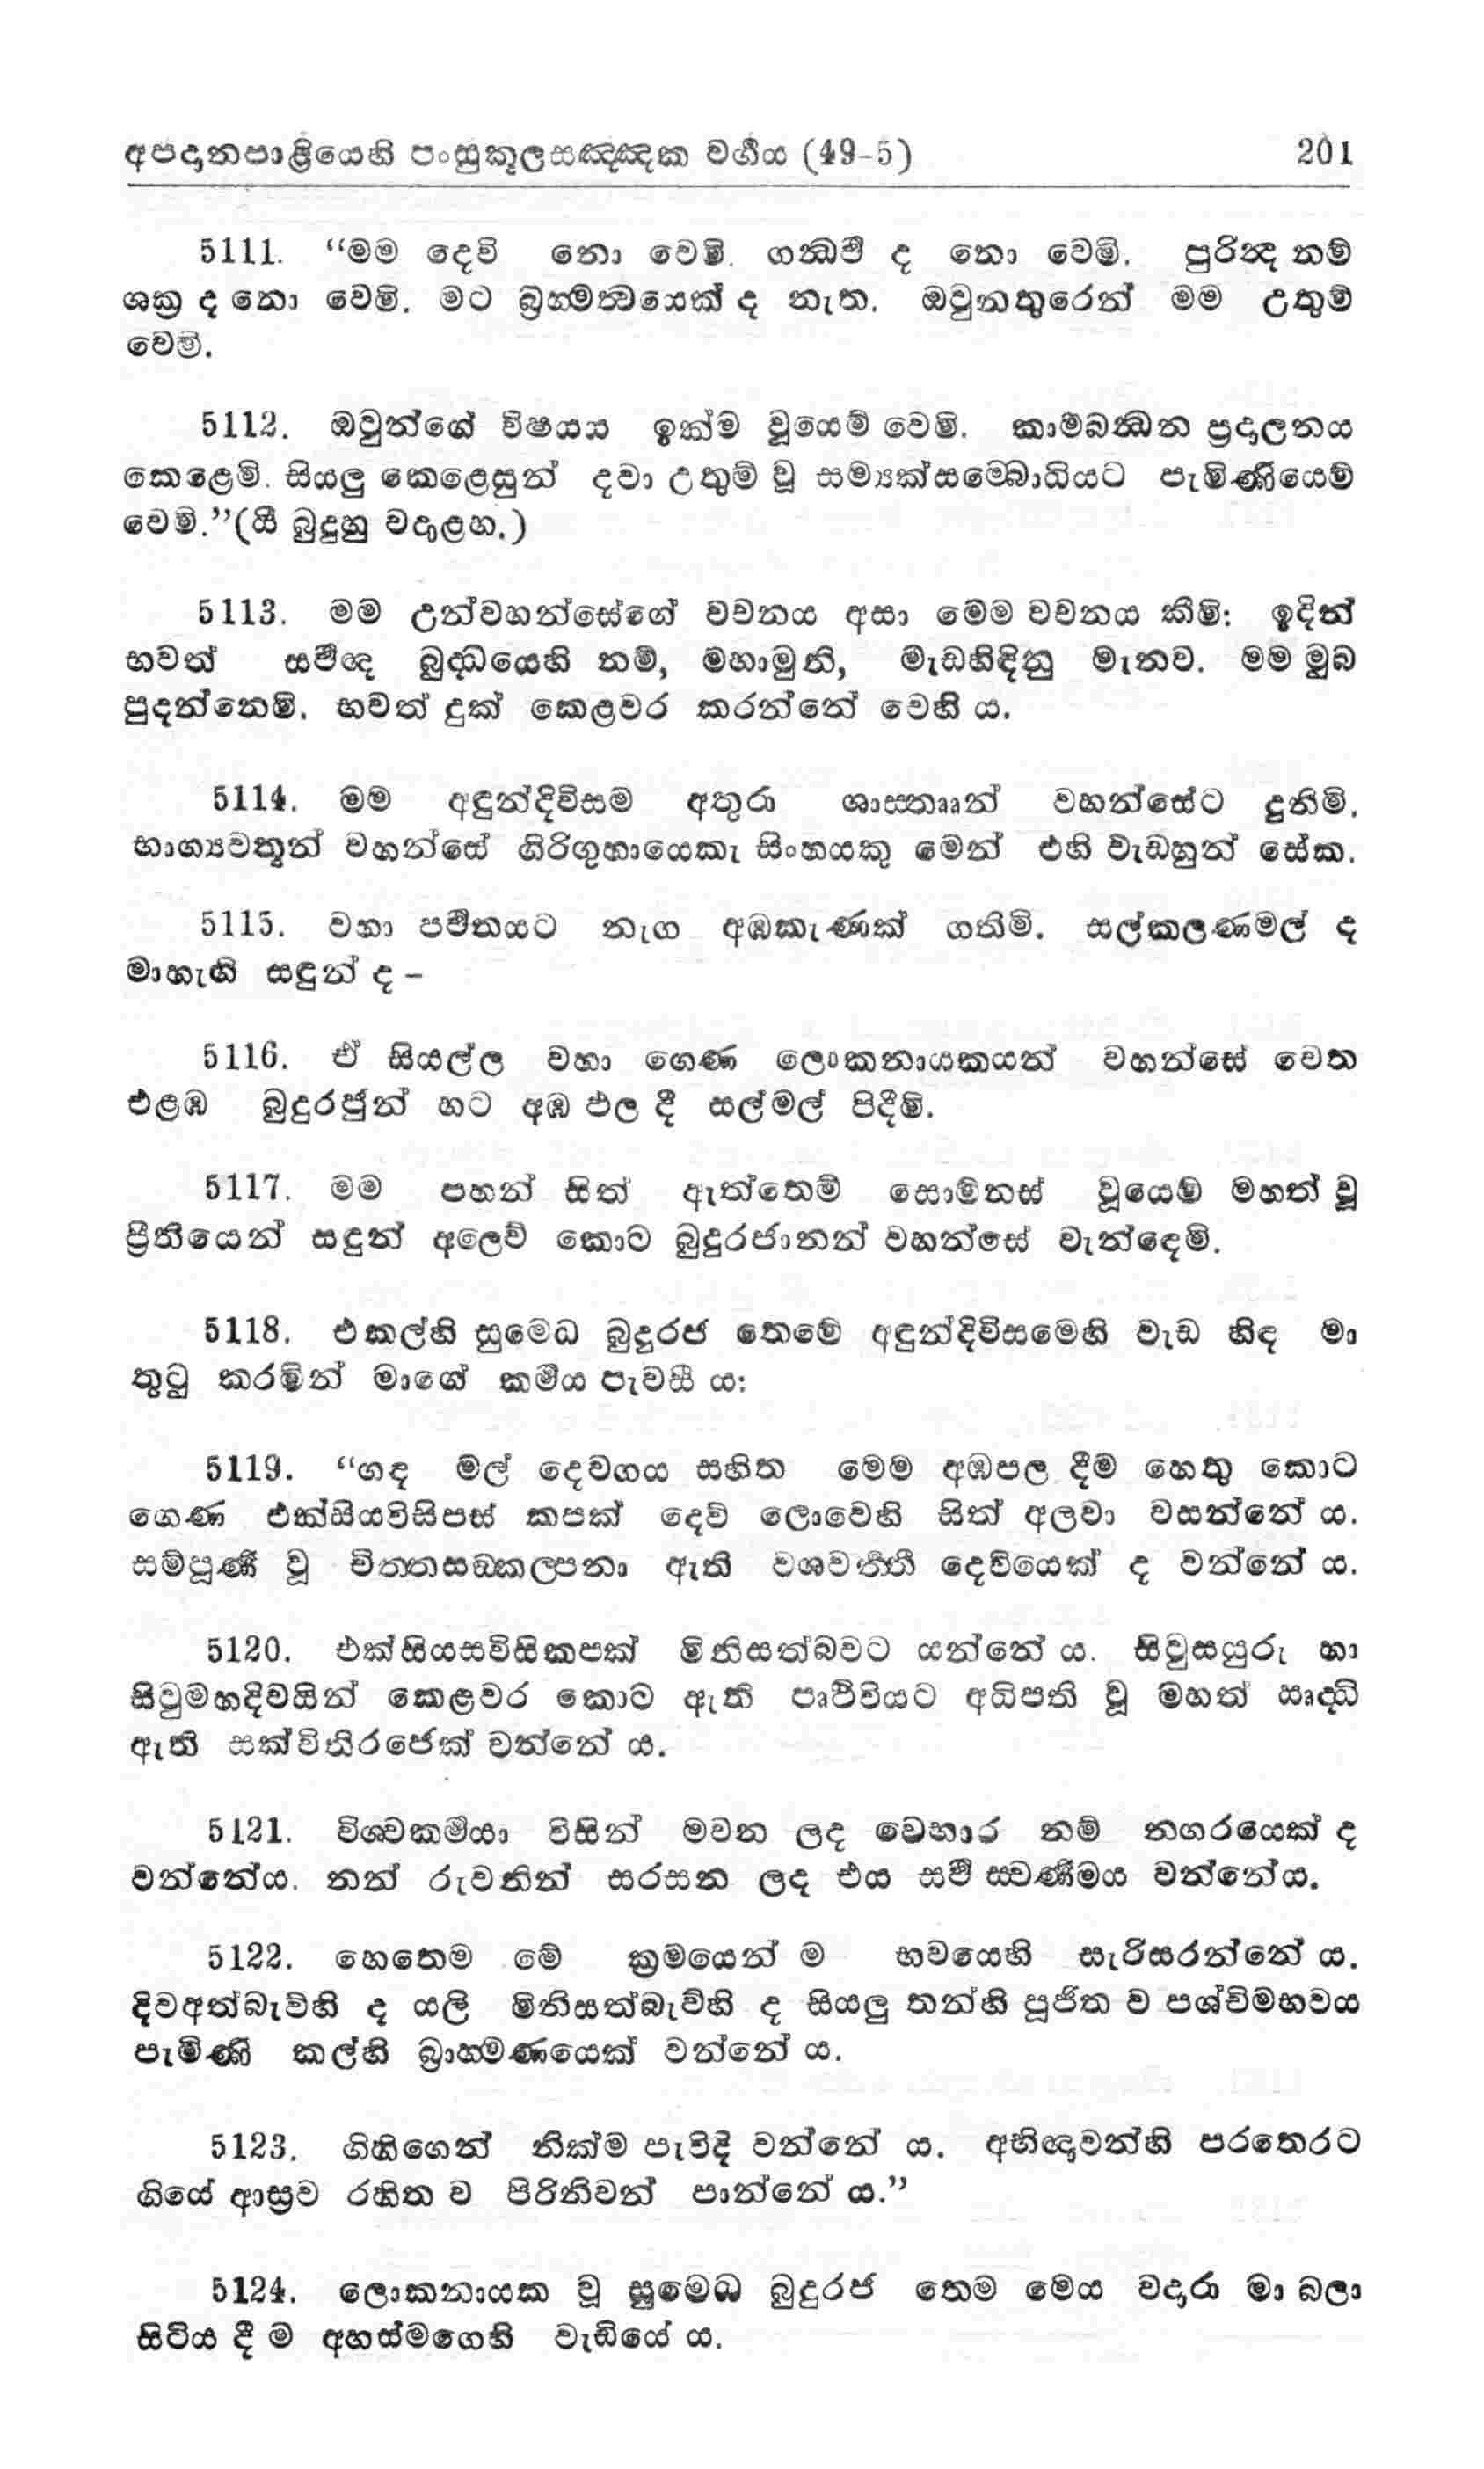 අපදානපාළියෙහි පංසුකූලසඤ්ඤක වර්‍ගය (49-5) 201
5111. “මම දෙවි නො වෙමි. ගන්‍ධර්‍ව ද නො වෙමි. පුරින්‍ද නම්
ශක්‍ර ද නො වෙමි. මට බ්‍රහ්මත්‍වයෙක් ද නැත. ඔවුනතුරෙන් මම උතුම්
වෙමි.
5112. ඔවුන්ගේ විෂයය ඉක්ම වූයෙම් වෙමි. කාමබන්‍ධන ප්‍රදාලනය
කෙළෙමි. සියලු කෙළෙසුන් දවා උතුම් වූ සම්‍යක්සම්බොධියට පැමිණියෙම්
වෙමි.”(යී බුදුහු වදාළහ.)
5113. මම උන්වහන්සේගේ වචනය අසා මෙම වචනය කීමි: ඉදින්
භවත් සර්‍වඥ බුද්ධයෙහි නම්, මහාමුනි, මැඩහිඳිනු මැනව. මම මුබ
පුදන්නෙමි. භවත් දුක් කෙළවර කරන්නේ වෙහි ය.
5114. මම අඳුන්දිවිසම අතුරා ශාස්තෲන් වහන්සේට දුනිමි.
භාග්‍යවතූන් වහන්සේ ගිරිගුහායෙකැ සිංහයකු මෙන් එහි වැඩහුන් සේක.
5115. වහා පර්‍වතයට නැග අඹකැණක් ගතිමි. සල්කලණමල් ද
මාහැඟි සඳුන් ද -
5116. ඒ සියල්ල වහා ගෙණ ලොකනායකයන් වහන්සේ වෙත
එළඹ බුදුරජුන් හට අඹ ඵල දී සල්මල් පිදීමි.
5117. මම පහන් සිත් ඇත්තෙම් සොම්නස් වූයෙම් මහත් වූ
ප්‍රීතියෙන් සඳුන් අලෙව් කොට බුදුරජානන් වහන්සේ වැන්දෙමි.
5118. එකල්හි සුමෙධ බුදුරජ තෙමේ අඳුන්දිවිසමෙහි වැඩ හිඳ මා
තුටු කරමින් මාගේ කර්‍මය පැවසී ය:
5119. “ගඳ මල් දෙවගය සහිත මෙම අඹපල දීම හෙතු කොට
ගෙණ එක්සියවිසිපස් කපක් දෙව් ලොවෙහි සිත් අලවා වසන්නේ ය.
සම්පූර්‍ණ වූ චිත්තසඞ්කල්පනා ඇති වශවර්‍තී දෙවියෙක් ද වන්නේ ය.
5120. එක්සියසවිසිකපක් මිනිසත්බවට යන්නේ ය. සිවුසයුරු හා
සිවුමහදිවයින් කෙළවර කොට ඇති පෘථිවියට අධිපති වූ මහත් ඍද්ධි
ඇති සක්විතිරජෙක් වන්නේ ය.
5121. විශ්වකර්‍මයා විසින් මවන ලද වෙභාර නම් නගරයෙක් ද
වන්නේය. නන් රුවනින් සරසන ලද එය සර්‍ව ස්වර්‍ණමය වන්නේය.
5122. හෙතෙම මේ ක්‍රමයෙන් ම භවයෙහි සැරිසරන්නේ ය.
දිවඅත්බැව්හි ද යලි මිනිසත්බැව්හි ද සියලු තන්හි පූජිත ව පශ්චිමභවය
පැමිණි කල්හි බ්‍රාහ්මණයෙක් වන්නේ ය.
5123. ගිහිගෙන් නික්ම පැවිදි වන්නේ ය. අභිඥාවන්හි පරතෙරට
ගියේ ආස්‍රව රහිත ව පිරිනිවන් පාන්නේ ය.”
5124. ලොකනායක වූ සුමෙධ බුදුරජ තෙම මෙය වදාරා මා බලා
සිටිය දී ම අහස්මගෙහි වැඩියේ ය.